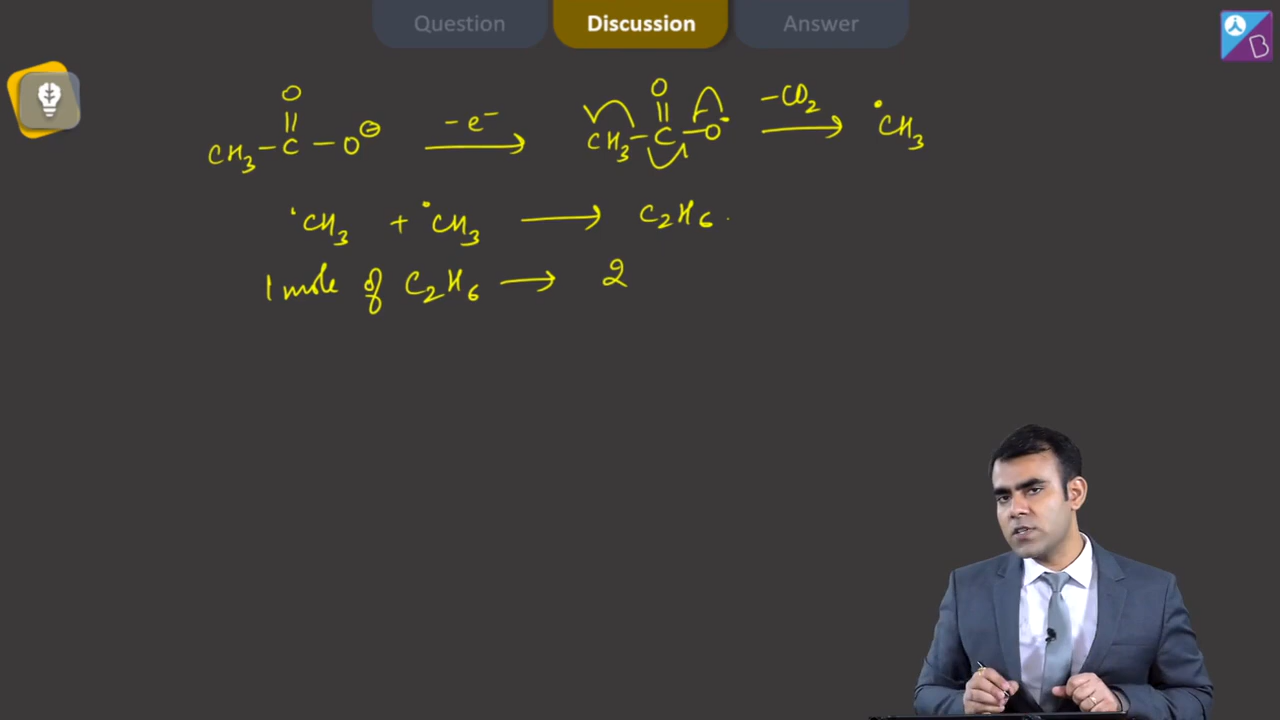 Question Discussion Answer
O O
CH₃ – C – O⊖ –e⁻ → CH₃ – C – O• –CO₂ → •CH₃
•CH₃ + •CH₃ → C₂H₆.
1 mole of C₂H₆ → 2
B